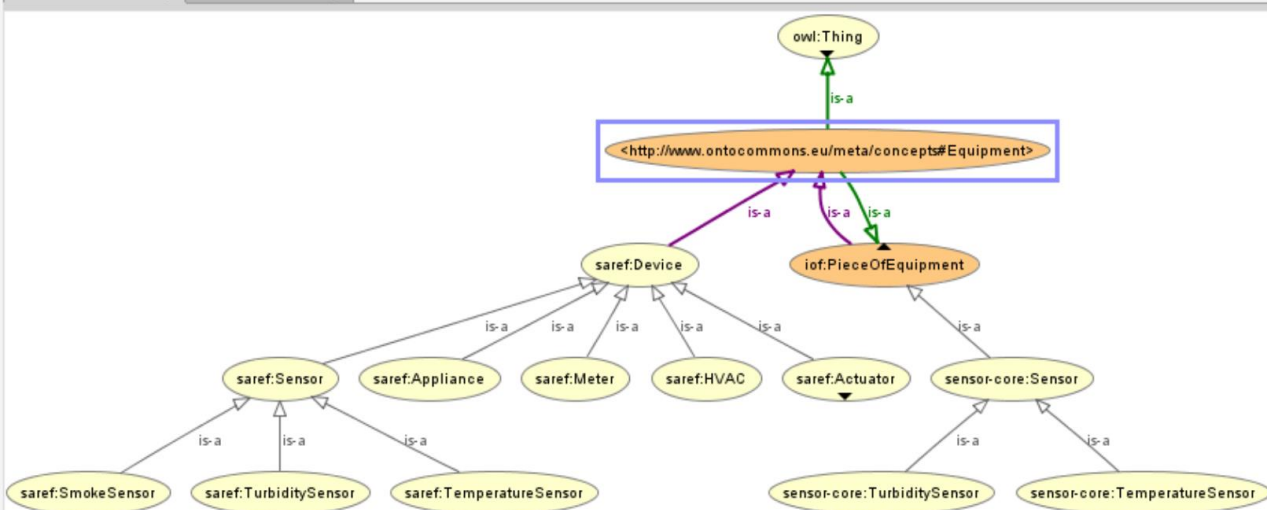 owl:Thing
is-a
<http://www.ontocommons.eu/meta/concepts#Equipment>
is-a
is-a
is-a
saref:Device
iof:PieceOfEquipment
is-a
is-a
is-a
is-a
is-a
is-a
saref:Sensor
saref:Appliance
saref:Meter
saref:HVAC
saref:Actuator
sensor-core:Sensor
is-a
is-a
is-a
is-a
is-a
saref:SmokeSensor
saref:TurbiditySensor
saref:TemperatureSensor
sensor-core:TurbiditySensor
sensor-core:TemperatureSensor